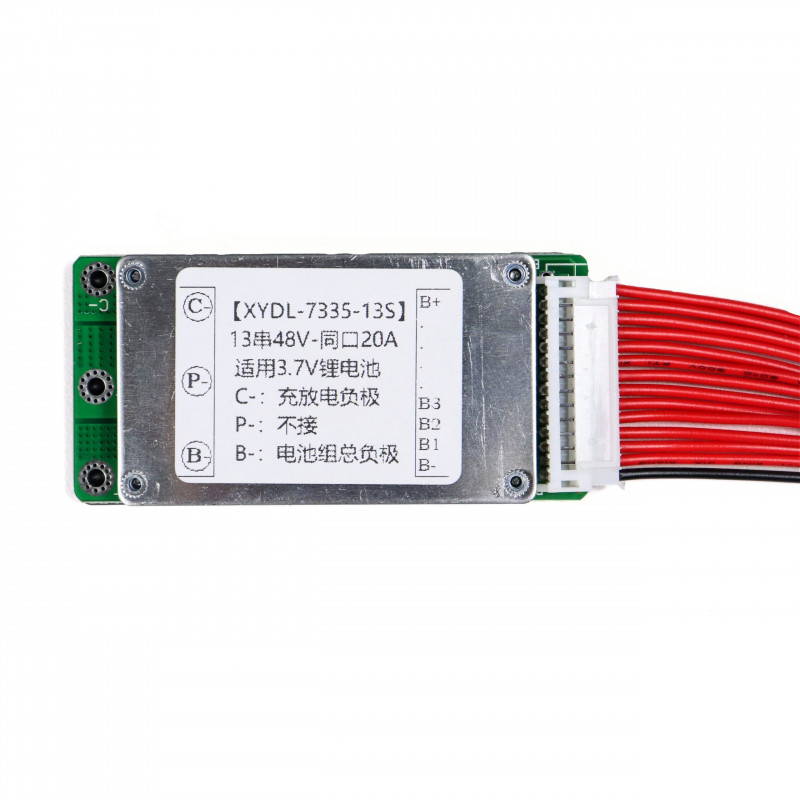 C-
【XYDL-7335-13S】
13串48V-同口20A
适用3.7V锂电池
P-
C-：充放电负极
P-：不接
B-
B-：电池组总负极
B+
.
.
.
.
B3
B2
B1
B-
C-